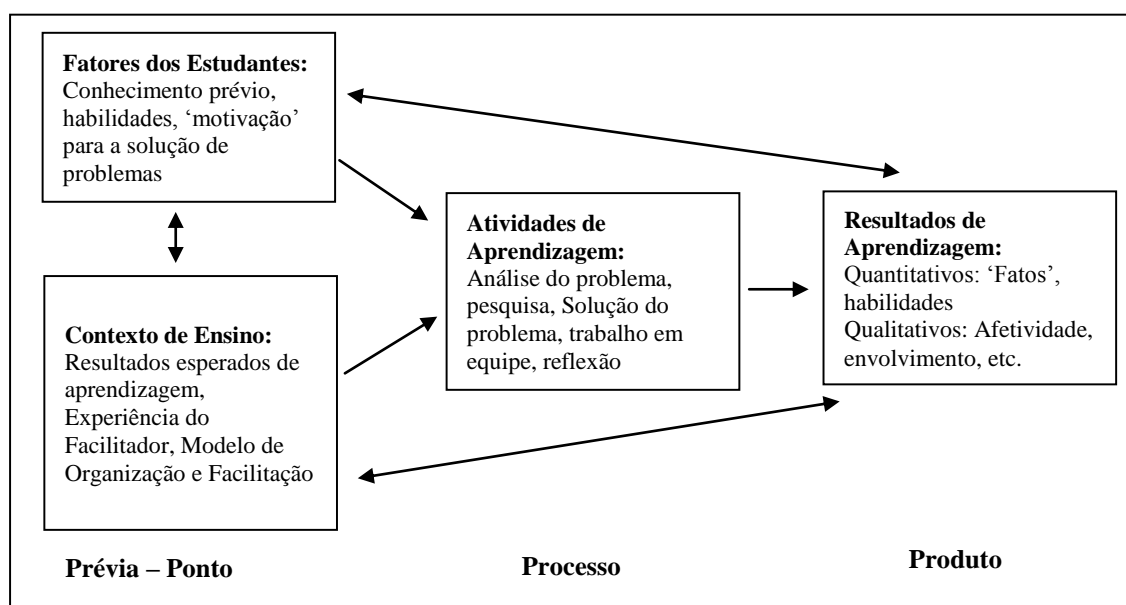 Fatores dos Estudantes:
Conhecimento prévio,
habilidades, ‘motivação’
para a solução de
problemas
Contexto de Ensino:
Resultados esperados de
aprendizagem,
Experiência do
Facilitador, Modelo de
Organização e Facilitação
Atividades de
Aprendizagem:
Análise do problema,
pesquisa, Solução do
problema, trabalho em
equipe, reflexão
Resultados de
Aprendizagem:
Quantitativos: ‘Fatos’,
habilidades
Qualitativos: Afetividade,
envolvimento, etc.
Prévia – Ponto
Processo
Produto